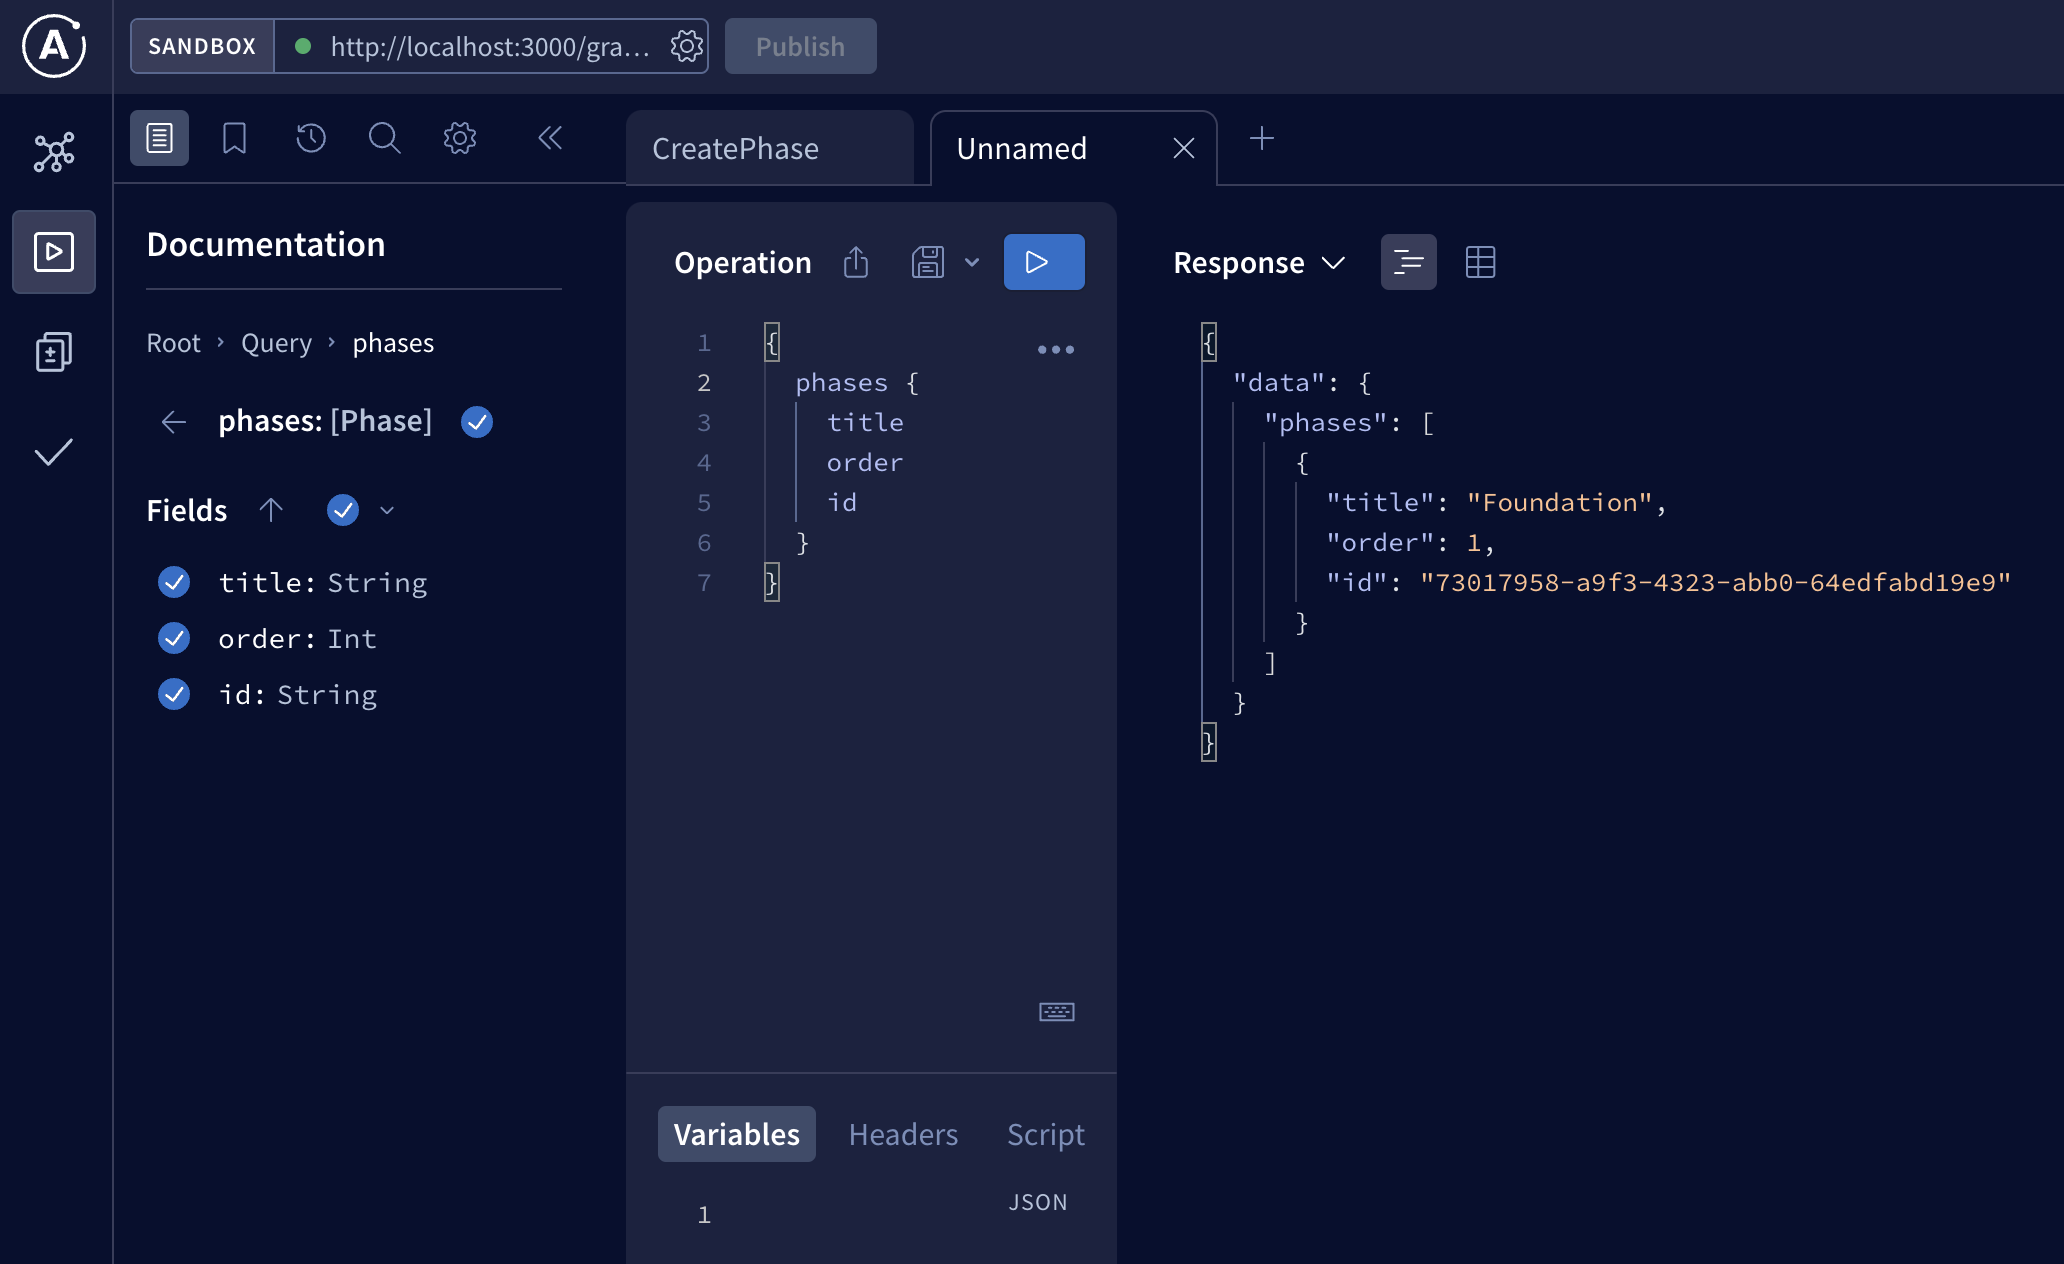 SANDBOX
http://localhost:3000/gra...
Publish
CreatePhase
Unnamed
Documentation
Root › Query › phases
phases: [Phase]
Fields
title: String
order: Int
id: String
Operation
1 {
2 phases {
3 title
4 order
5 id
6 }
7 }
Variables Headers Script
JSON
1
Response
{
"data": {
"phases": [
{
"title": "Foundation",
"order": 1,
"id": "73017958-a9f3-4323-abb0-64edfabd19e9"
}
]
}
}